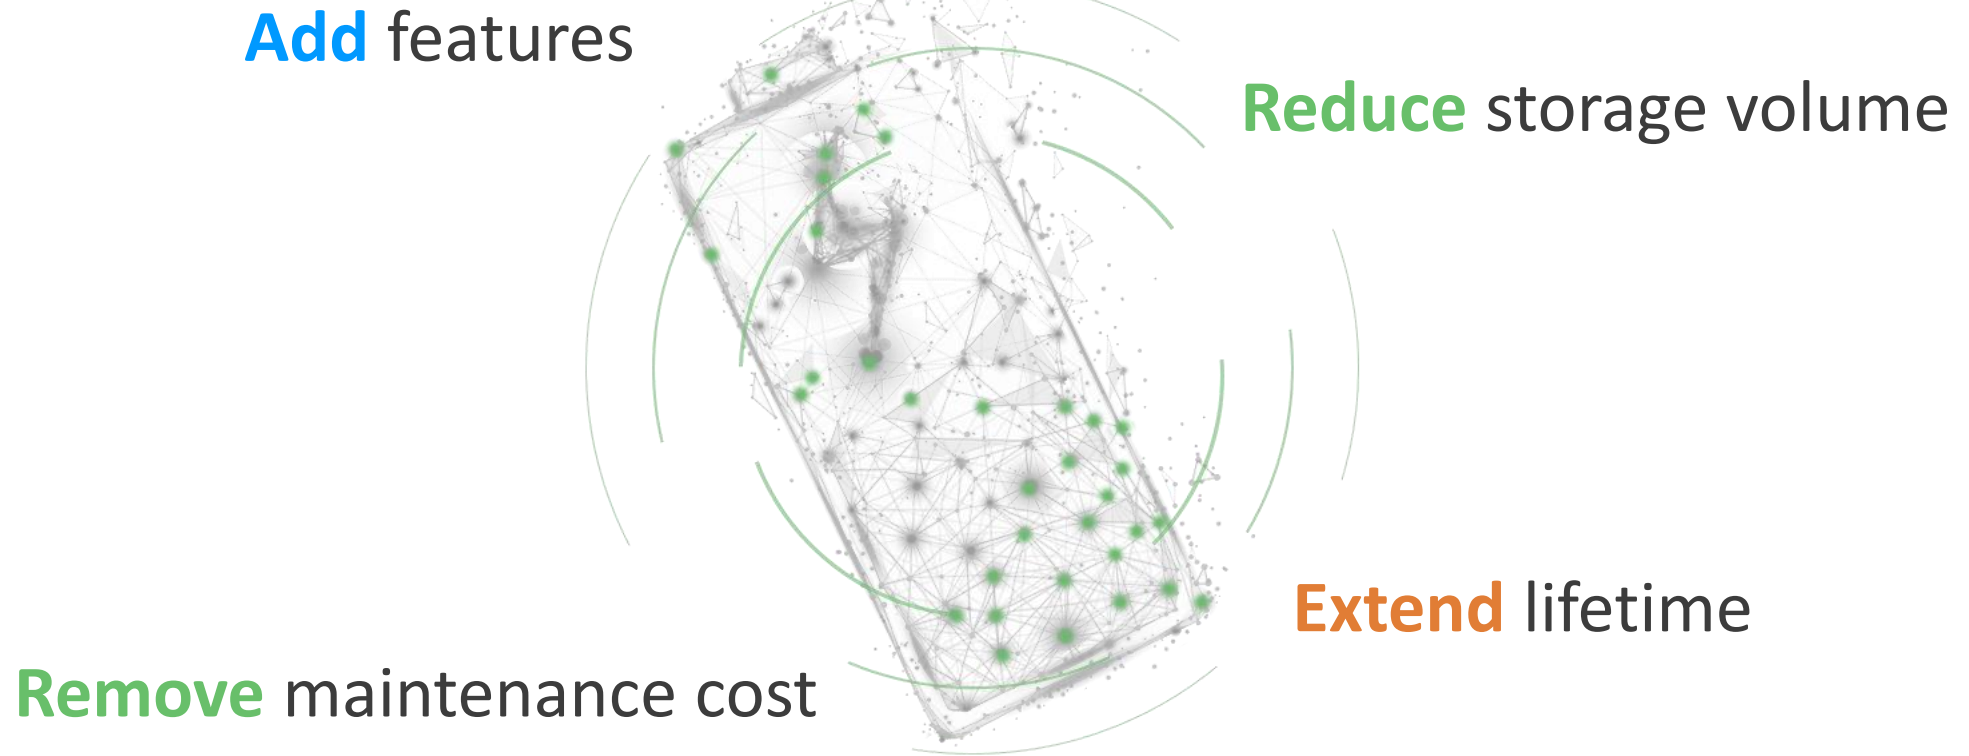 Add features
Reduce storage volume
Extend lifetime
Remove maintenance cost